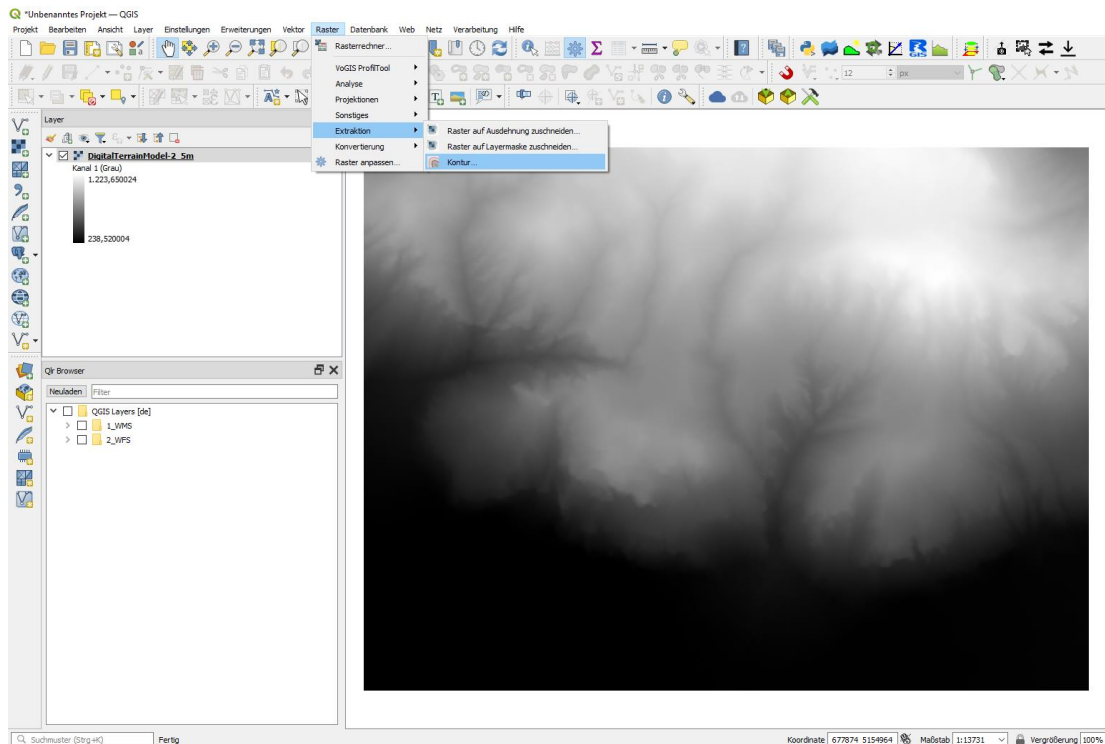 *Unbenanntes Projekt — QGIS
Projekt Bearbeiten Ansicht Layer Einstellungen Erweiterungen Vektor Raster Datenbank Web Netz Verarbeitung Hilfe
Rasterrechner...
VoGIS ProfilTool
Analyse
Projektionen
Sonstiges
Extraktion
Konvertierung
Raster anpassen...
Raster auf Ausdehnung zuschneiden...
Raster auf Layermaske zuschneiden...
Kontur...
12 px
Layer
DigitalTerrainModel-2_5m
Kanal 1 (Grau)
1.223,650024
238,520004
Qlr Browser
Neuladen Filter
QGIS Layers [de]
1_WMS
2_WFS
Suchmuster (Strg+K) Fertig Koordinate 677874 5154964 Maßstab 1:13731 Vergrößerung 100%